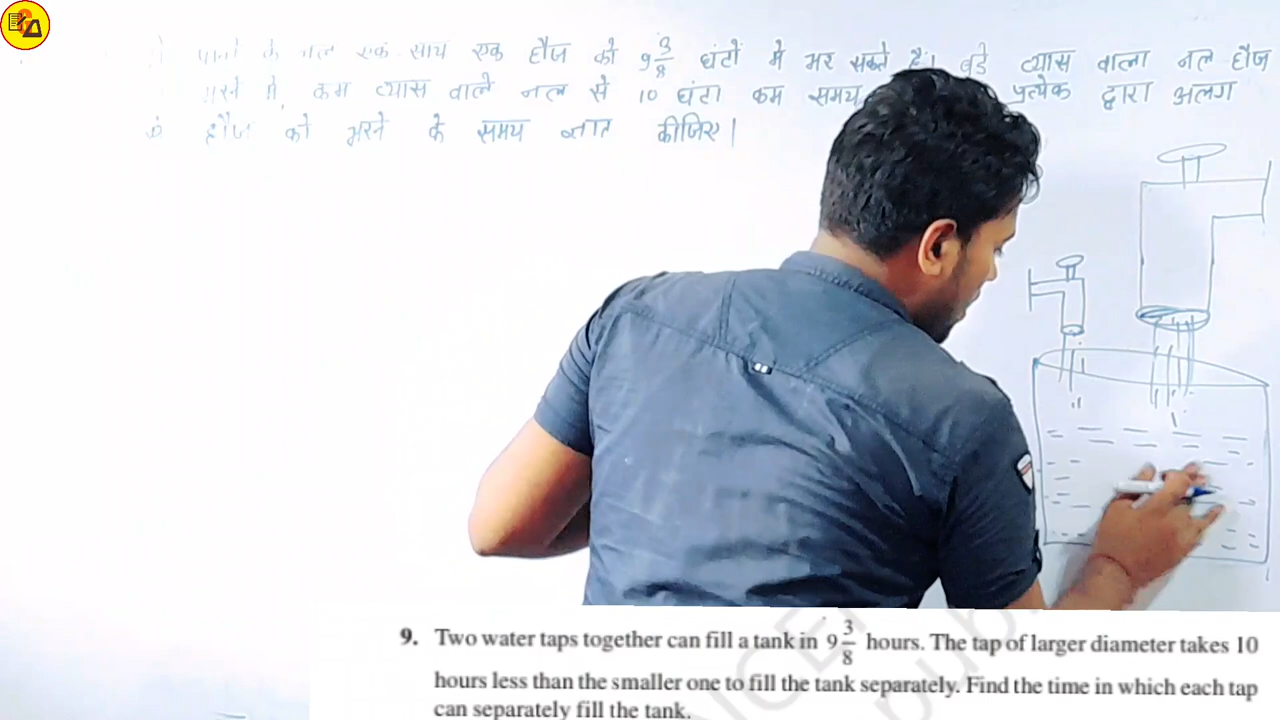 पानी के नल एक साथ एक हौज को 9 3/8 घंटों में भर सकते हैं। बड़े व्यास वाला नल हौज
भरने में, कम व्यास वाले नल से 10 घंटा कम समय प्रत्येक द्वारा अलग
हौज को भरने के समय ज्ञात कीजिए।
9. Two water taps together can fill a tank in 9 3/8 hours. The tap of larger diameter takes 10
hours less than the smaller one to fill the tank separately. Find the time in which each tap
can separately fill the tank.